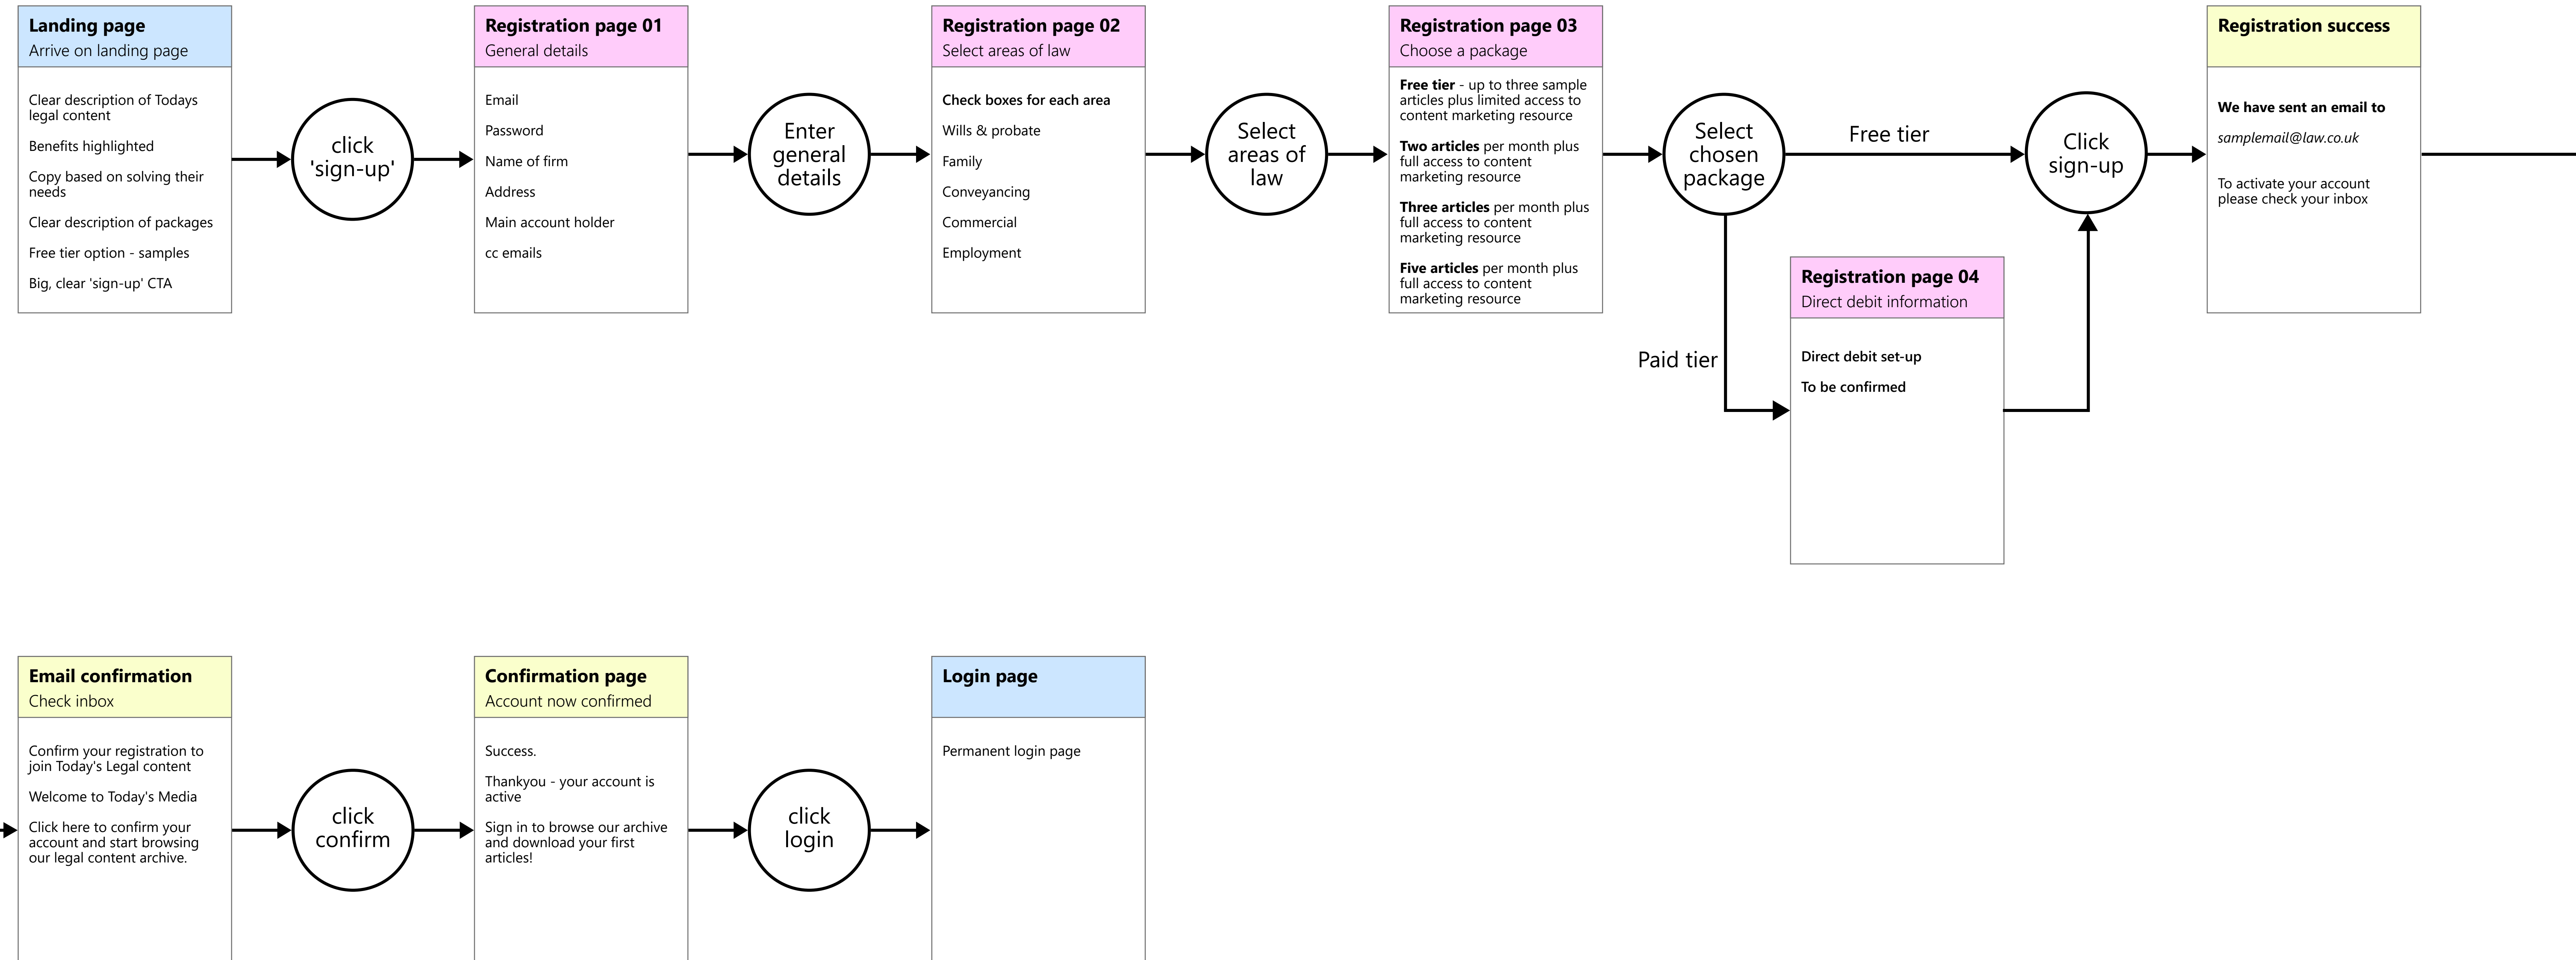 Landing page
Arrive on landing page
Clear description of Todays
legal content
Benefits highlighted
Copy based on solving their
needs
Clear description of packages
Free tier option - samples
Big, clear 'sign-up' CTA
click
'sign-up'
Registration page 01
General details
Email
Password
Name of firm
Address
Main account holder
cc emails
Enter
general
details
Registration page 02
Select areas of law
Check boxes for each area
Wills & probate
Family
Conveyancing
Commercial
Employment
Select
areas of
law
Registration page 03
Choose a package
Free tier - up to three sample
articles plus limited access to
content marketing resource
Two articles per month plus
full access to content
marketing resource
Three articles per month plus
full access to content
marketing resource
Five articles per month plus
full access to content
marketing resource
Select
chosen
package
Free tier
Paid tier
Registration page 04
Direct debit information
Direct debit set-up
To be confirmed
Click
sign-up
Registration success
We have sent an email to
samplemail@law.co.uk
To activate your account
please check your inbox
Email confirmation
Check inbox
Confirm your registration to
join Today's Legal content
Welcome to Today's Media
Click here to confirm your
account and start browsing
our legal content archive.
click
confirm
Confirmation page
Account now confirmed
Success.
Thankyou - your account is
active
Sign in to browse our archive
and download your first
articles!
click
login
Login page
Permanent login page